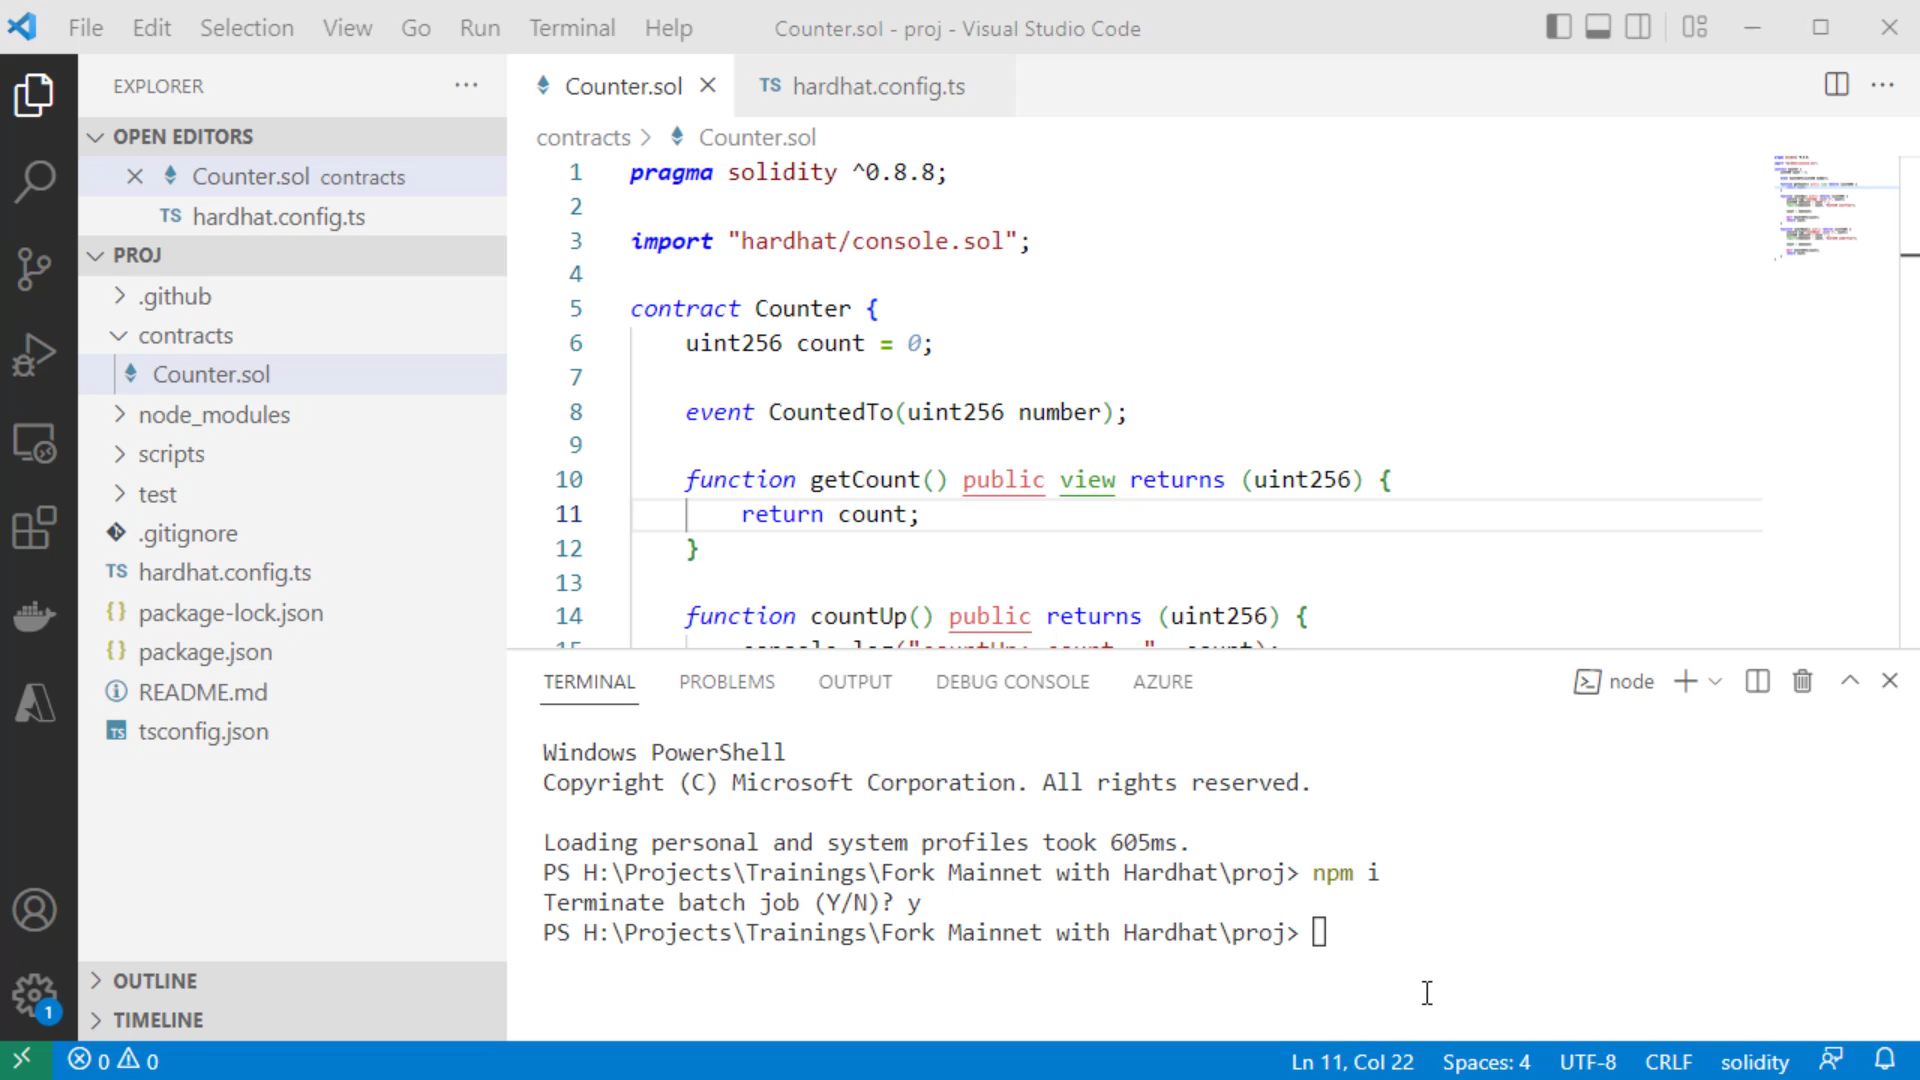 File Edit Selection View Go Run Terminal Help Counter.sol - proj - Visual Studio Code
EXPLORER
OPEN EDITORS
Counter.sol contracts
TS hardhat.config.ts
PROJ
.github
contracts
Counter.sol
node_modules
scripts
test
.gitignore
TS hardhat.config.ts
{} package-lock.json
{} package.json
README.md
TS tsconfig.json
OUTLINE
TIMELINE
1
Counter.sol TS hardhat.config.ts
contracts > Counter.sol
1 pragma solidity ^0.8.8;
2
3 import "hardhat/console.sol";
4
5 contract Counter {
6 uint256 count = 0;
7
8 event CountedTo(uint256 number);
9
10 function getCount() public view returns (uint256) {
11 return count;
12 }
13
14 function countUp() public returns (uint256) {
TERMINAL PROBLEMS OUTPUT DEBUG CONSOLE AZURE node
Windows PowerShell
Copyright (C) Microsoft Corporation. All rights reserved.
Loading personal and system profiles took 605ms.
PS H:\Projects\Trainings\Fork Mainnet with Hardhat\proj> npm i
Terminate batch job (Y/N)? y
PS H:\Projects\Trainings\Fork Mainnet with Hardhat\proj>
0 0 Ln 11, Col 22 Spaces: 4 UTF-8 CRLF solidity